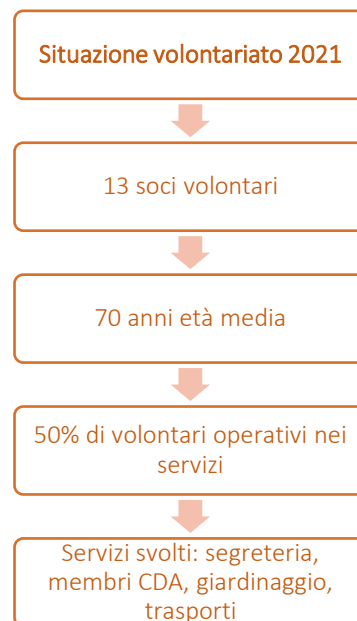 Situazione volontariato 2021
13 soci volontari
70 anni età media
50% di volontari operativi nei
servizi
Servizi svolti: segreteria,
membri CDA, giardinaggio,
trasporti